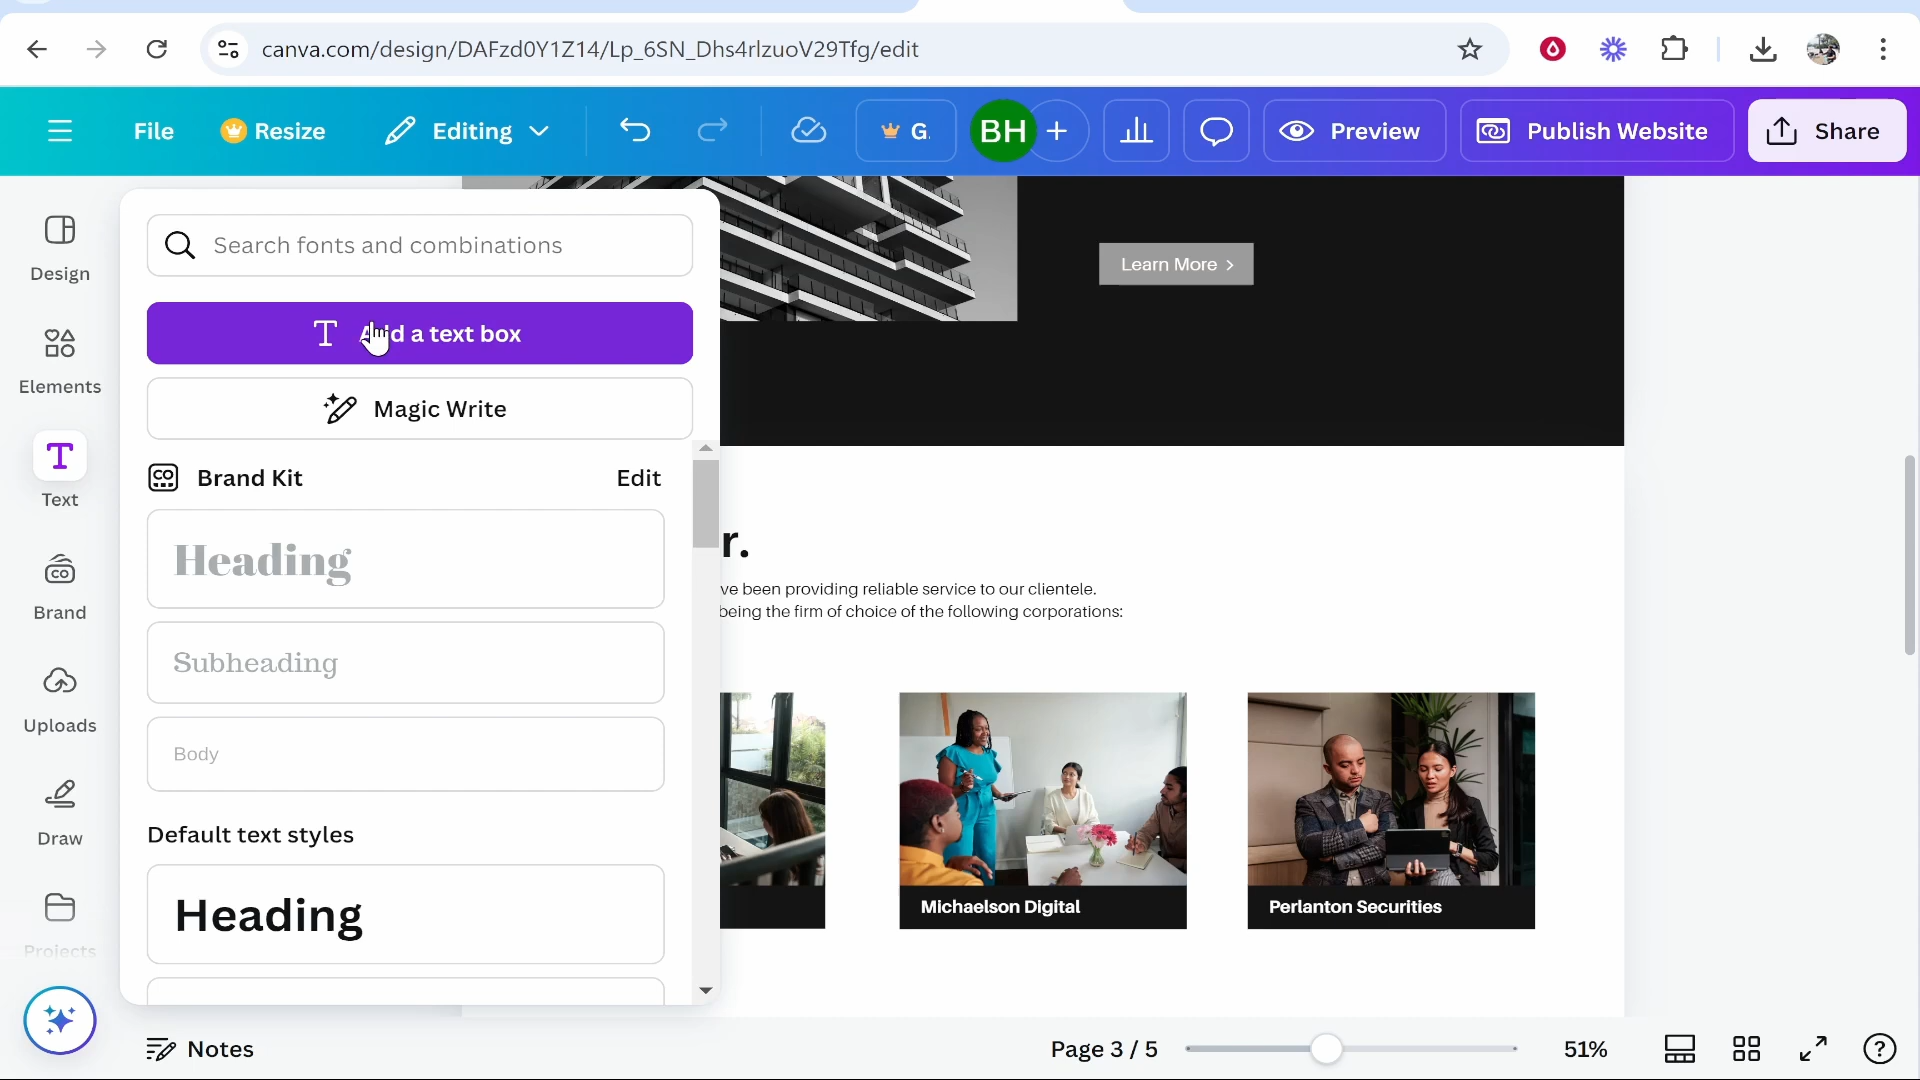 canva.com/design/DAFzd0Y1Z14/Lp_6SN_Dhs4rlzuoV29Tfg/edit
File
Resize
Editing
G.
BH
Preview
Publish Website
Share
Design
Elements
Text
Brand
Uploads
Draw
Projects
Search fonts and combinations
Add a text box
Magic Write
Brand Kit
Edit
Heading
Subheading
Body
Default text styles
Heading
Learn More >
r.
ve been providing reliable service to our clientele.
being the firm of choice of the following corporations:
Michaelson Digital
Perlanton Securities
Notes
Page 3 / 5
51%